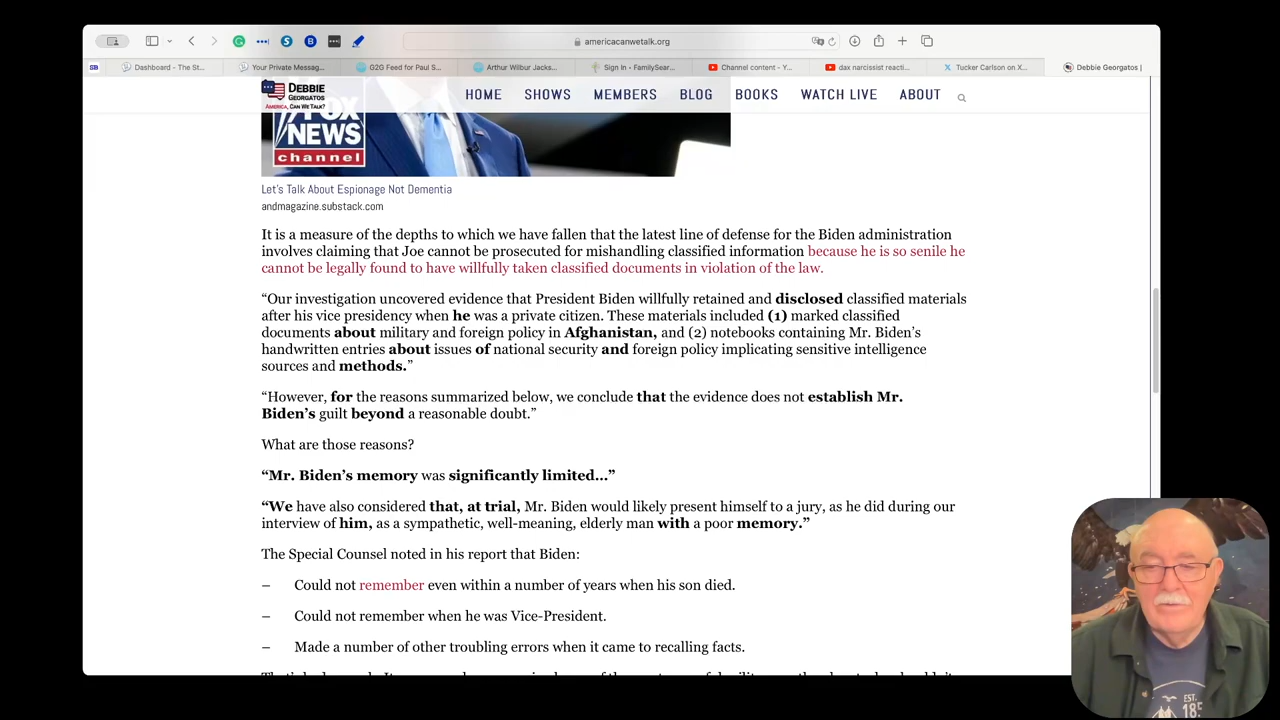 americacanwetalk.org
SB
Dashboard - The St...
Your Private Messag...
G2G Feed for Paul S...
Arthur Wilbur Jacks...
Sign In - FamilySear...
Channel content - Y...
dax narcissist reacti...
Tucker Carlson on X...
Debbie Georgatos |
DEBBIE
GEORGATOS
AMERICA, CAN WE TALK?
HOME SHOWS MEMBERS BLOG BOOKS WATCH LIVE ABOUT
FOX
NEWS
channel
Let's Talk About Espionage Not Dementia
andmagazine.substack.com
It is a measure of the depths to which we have fallen that the latest line of defense for the Biden administration
involves claiming that Joe cannot be prosecuted for mishandling classified information because he is so senile he
cannot be legally found to have willfully taken classified documents in violation of the law.
“Our investigation uncovered evidence that President Biden willfully retained and disclosed classified materials
after his vice presidency when he was a private citizen. These materials included (1) marked classified
documents about military and foreign policy in Afghanistan, and (2) notebooks containing Mr. Biden’s
handwritten entries about issues of national security and foreign policy implicating sensitive intelligence
sources and methods.”
“However, for the reasons summarized below, we conclude that the evidence does not establish Mr.
Biden’s guilt beyond a reasonable doubt.”
What are those reasons?
“Mr. Biden’s memory was significantly limited...”
“We have also considered that, at trial, Mr. Biden would likely present himself to a jury, as he did during our
interview of him, as a sympathetic, well-meaning, elderly man with a poor memory.”
The Special Counsel noted in his report that Biden:
– Could not remember even within a number of years when his son died.
– Could not remember when he was Vice-President.
– Made a number of other troubling errors when it came to recalling facts.
EST.